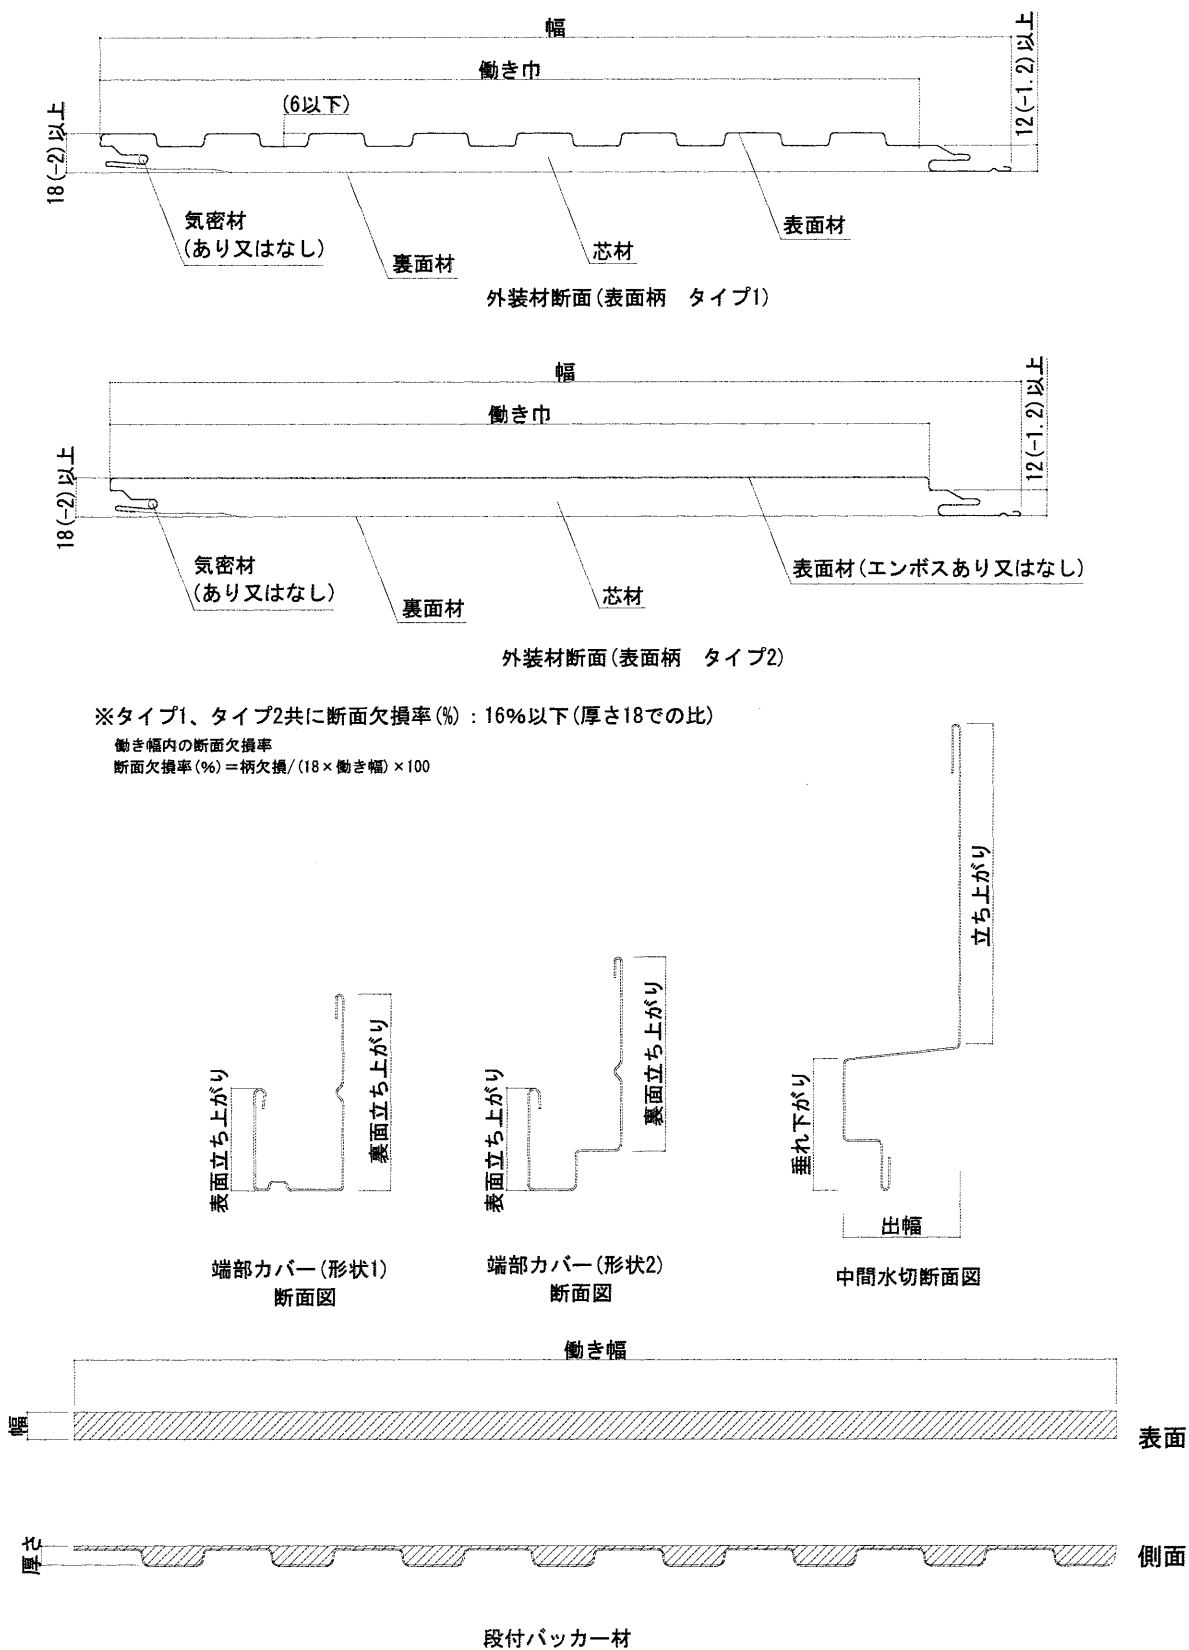 幅
働き巾
(6以下)
18(-2)以上
12(-1.2)以上
気密材
(あり又はなし)
裏面材
芯材
表面材
外装材断面(表面柄　タイプ1)
幅
働き巾
18(-2)以上
12(-1.2)以上
気密材
(あり又はなし)
裏面材
芯材
表面材(エンボスあり又はなし)
外装材断面(表面柄　タイプ2)
※タイプ1、タイプ2共に断面欠損率(%)：16%以下(厚さ18での比)
働き幅内の断面欠損率
断面欠損率(%)＝柄欠損/(18×働き幅)×100
表面立ち上がり
裏面立ち上がり
端部カバー(形状1)
断面図
表面立ち上がり
裏面立ち上がり
端部カバー(形状2)
断面図
立ち上がり
垂れ下がり
出幅
中間水切断面図
働き幅
幅
表面
厚さ
側面
段付バッカー材